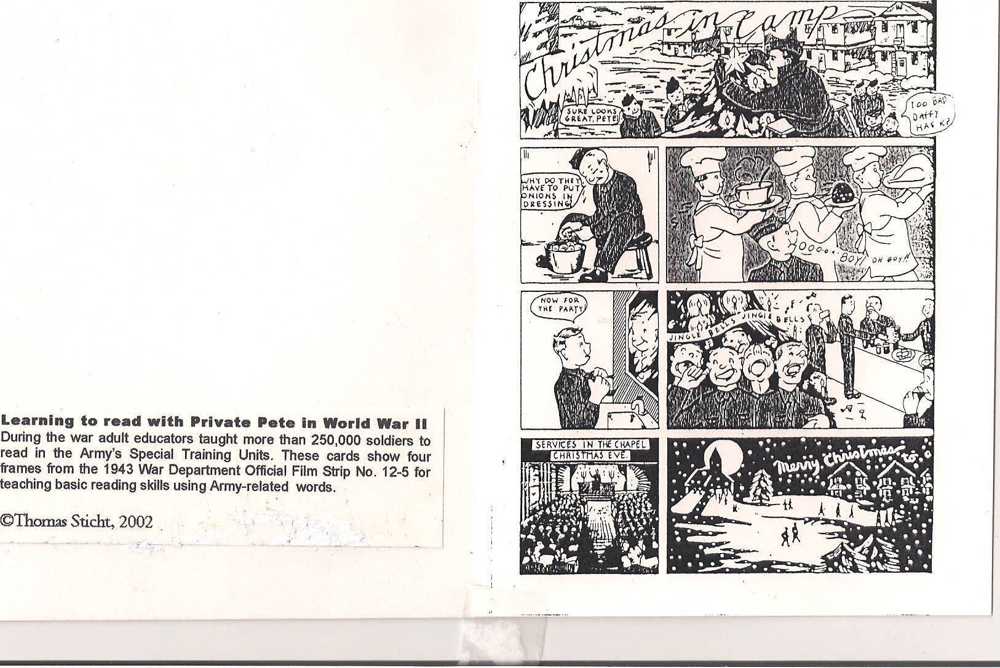 Learning to read with Private Pete in World War II
During the war adult educators taught more than 250,000 soldiers to
read in the Army's Special Training Units. These cards show four
frames from the 1943 War Department Official Film Strip No. 12-5 for
teaching basic reading skills using Army-related words.
©Thomas Sticht, 2002
Christmas in Camp
SURE LOOKS
GREAT, PETE!
TOO BAD
DAFFY
HAS KP
WHY DO THEY
HAVE TO PUT
ONIONS IN
DRESSING
OOOO....BOY! OH BOY!!
NOW FOR
THE PARTY
JINGLE BELLS JINGLE BELLS
SERVICES IN THE CHAPEL
CHRISTMAS EVE.
Merry Christmas to